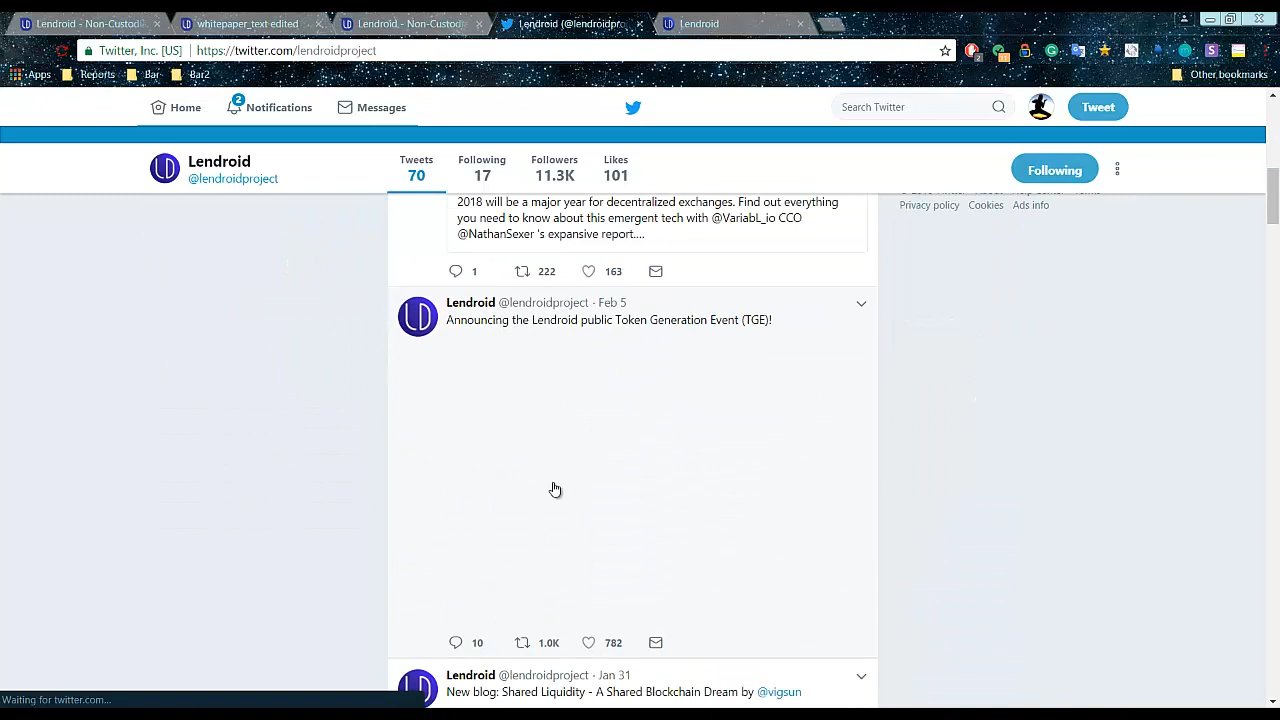 Lendroid - Non-Custodi
whitepaper_text edited
Lendroid - Non-Custodi
Lendroid (@lendroidpr
Lendroid
Twitter, Inc. [US]
https://twitter.com/lendroidproject
Apps
Reports
Bar
Bar2
Other bookmarks
Home
2
Notifications
Messages
Search Twitter
Tweet
LD
Lendroid
@lendroidproject
Tweets
70
Following
17
Followers
11.3K
Likes
101
Following
Privacy policy
Cookies
Ads info
2018 will be a major year for decentralized exchanges. Find out everything
you need to know about this emergent tech with @VariabL_io CCO
@NathanSexer 's expansive report....
1
222
163
LD
Lendroid @lendroidproject · Feb 5
Announcing the Lendroid public Token Generation Event (TGE)!
10
1.0K
782
LD
Lendroid @lendroidproject · Jan 31
New blog: Shared Liquidity - A Shared Blockchain Dream by @vigsun
Waiting for twitter.com...